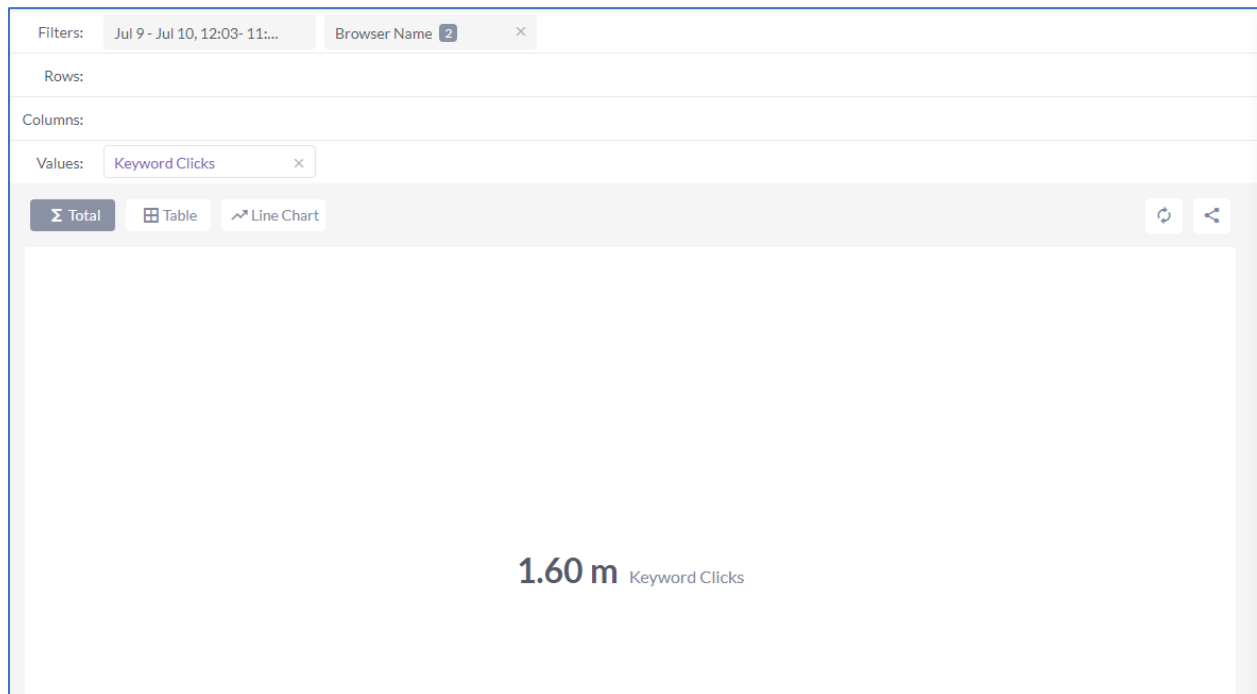 Filters: Jul 9 - Jul 10, 12:03- 11:... Browser Name 2 ×
Rows:
Columns:
Values: Keyword Clicks ×
Σ Total Table Line Chart
1.60 m Keyword Clicks